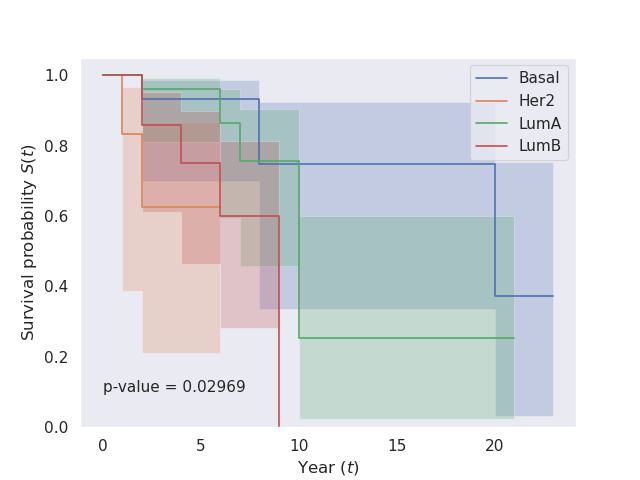 1.0
0.8
0.6
0.4
0.2
0.0
Survival probability S(t)
Basal
Her2
LumA
LumB
p-value = 0.02969
0 5 10 15 20
Year (t)